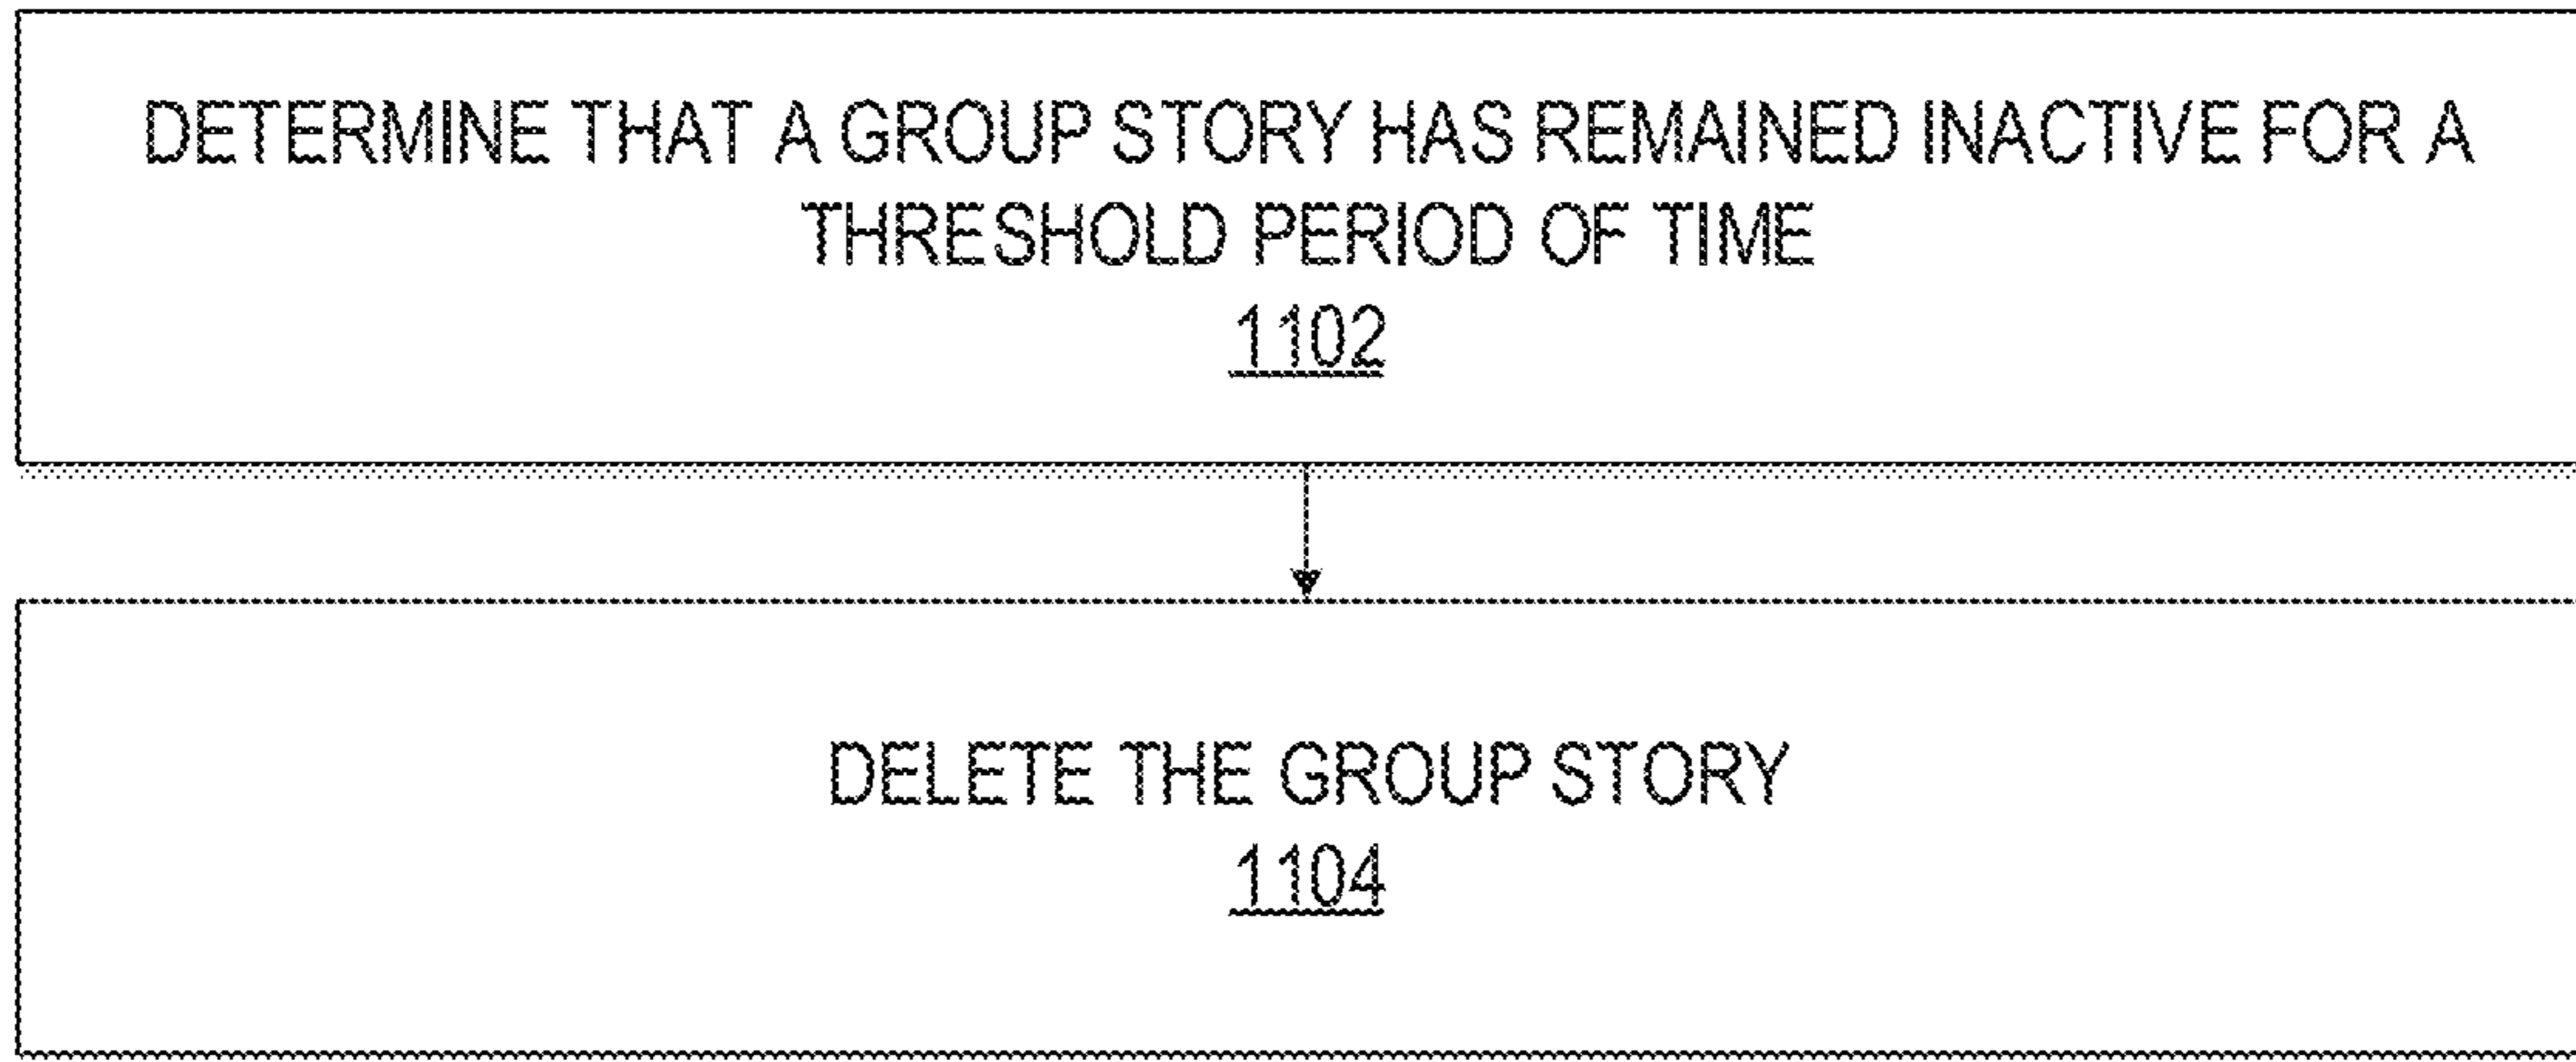 DETERMINE THAT A GROUP STORY HAS REMAINED INACTIVE FOR A
THRESHOLD PERIOD OF TIME
1102
DELETE THE GROUP STORY
1104